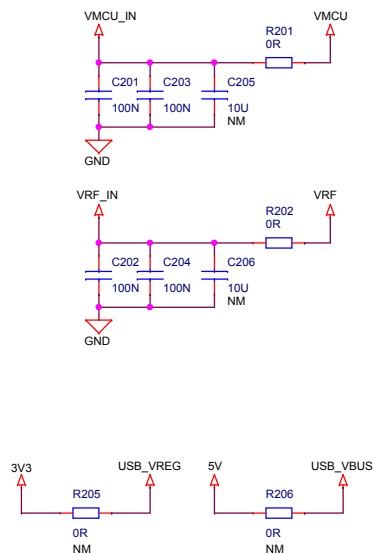 VMCU_IN
R201
VMCU
0R
C201
C203
C205
100N
100N
10U
NM
GND
VRF_IN
R202
VRF
0R
C202
C204
C206
100N
100N
10U
NM
GND
3V3
USB_VREG
R205
0R
NM
5V
USB_VBUS
R206
0R
NM